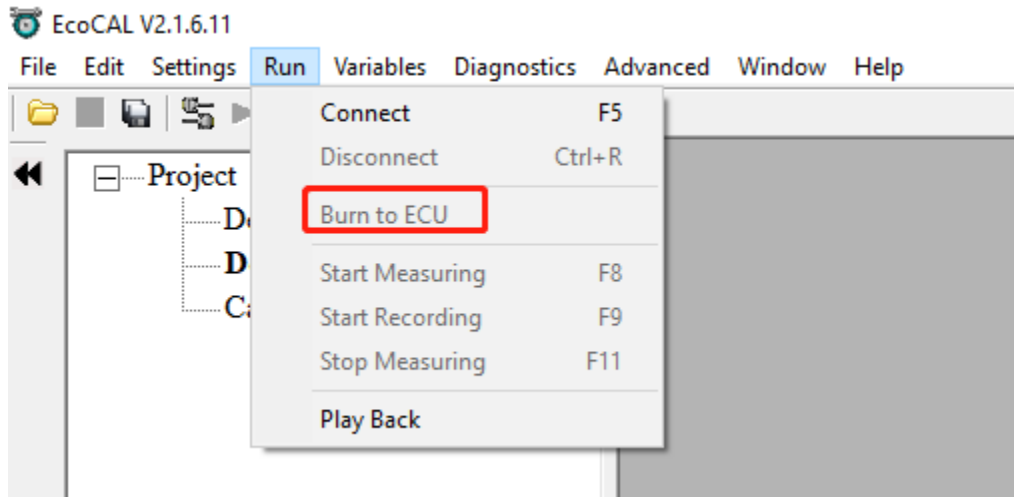 EcoCAL V2.1.6.11
File Edit Settings Run Variables Diagnostics Advanced Window Help
Connect F5
Disconnect Ctrl+R
Project
Burn to ECU
Start Measuring F8
Start Recording F9
Stop Measuring F11
Play Back